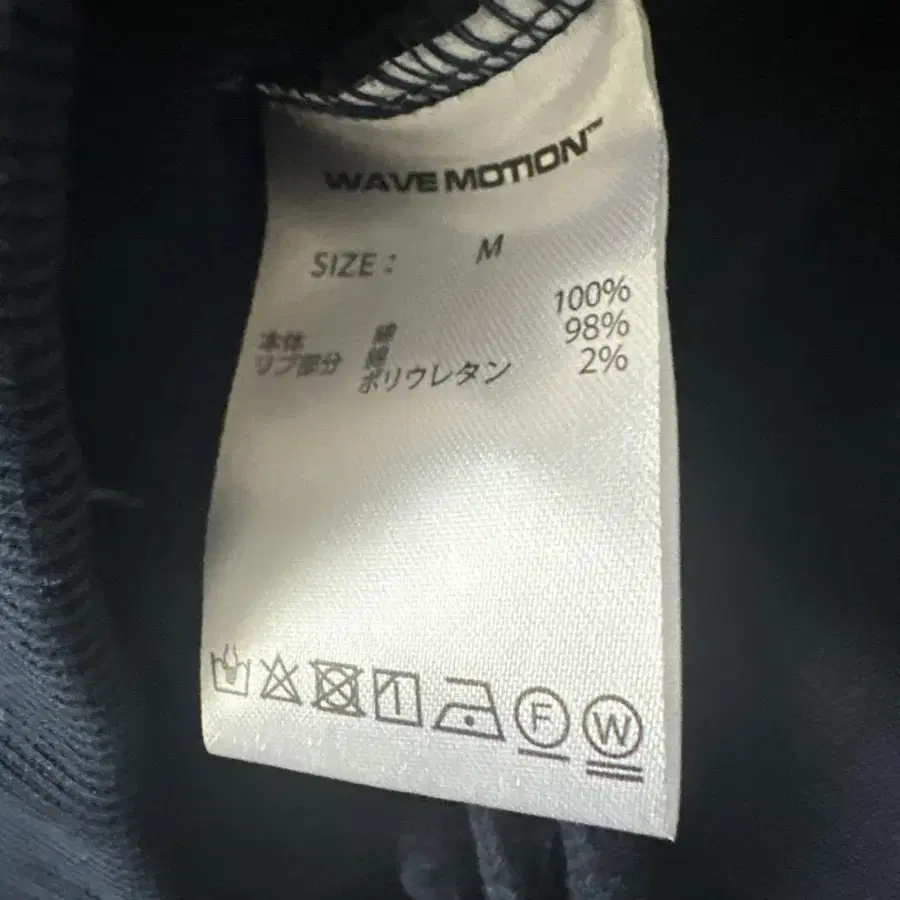 WAVE MOTION™
SIZE : M
本体 綿 100%
リブ部分 綿 98%
ポリウレタン 2%
F W